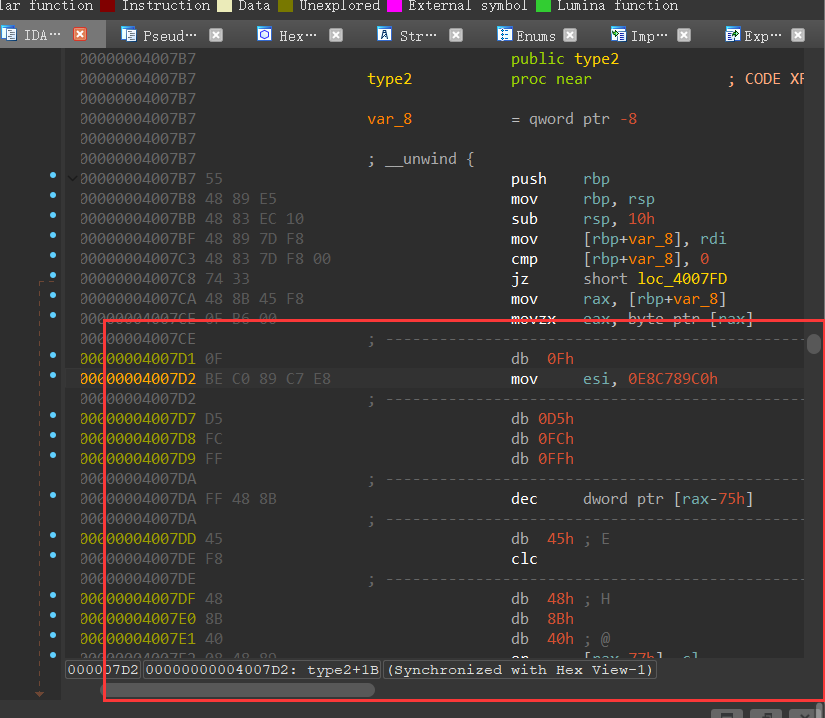 lar function Instruction Data Unexplored External symbol Lumina function
IDA··· Pseud··· Hex··· Str··· Enums Imp··· Exp···
00000004007B7 public type2
00000004007B7 type2 proc near ; CODE XR
00000004007B7
00000004007B7 var_8 = qword ptr -8
00000004007B7
00000004007B7 ; __unwind {
00000004007B7 55 push rbp
00000004007B8 48 89 E5 mov rbp, rsp
00000004007BB 48 83 EC 10 sub rsp, 10h
00000004007BF 48 89 7D F8 mov [rbp+var_8], rdi
00000004007C3 48 83 7D F8 00 cmp [rbp+var_8], 0
00000004007C8 74 33 jz short loc_4007FD
00000004007CA 48 8B 45 F8 mov rax, [rbp+var_8]
00000004007CE 0F B6 00 movzx eax, byte ptr [rax]
00000004007CE ; -----------------------------------------------
00000004007D1 0F db 0Fh
00000004007D2 BE C0 89 C7 E8 mov esi, 0E8C789C0h
00000004007D2 ; -----------------------------------------------
00000004007D7 D5 db 0D5h
00000004007D8 FC db 0FCh
00000004007D9 FF db 0FFh
00000004007DA ; -----------------------------------------------
00000004007DA FF 48 8B dec dword ptr [rax-75h]
00000004007DA ; -----------------------------------------------
00000004007DD 45 db 45h ; E
00000004007DE F8 clc
00000004007DE ; -----------------------------------------------
00000004007DF 48 db 48h ; H
00000004007E0 8B db 8Bh
00000004007E1 40 db 40h ; @
000007D2 00000000004007D2: type2+1B (Synchronized with Hex View-1)